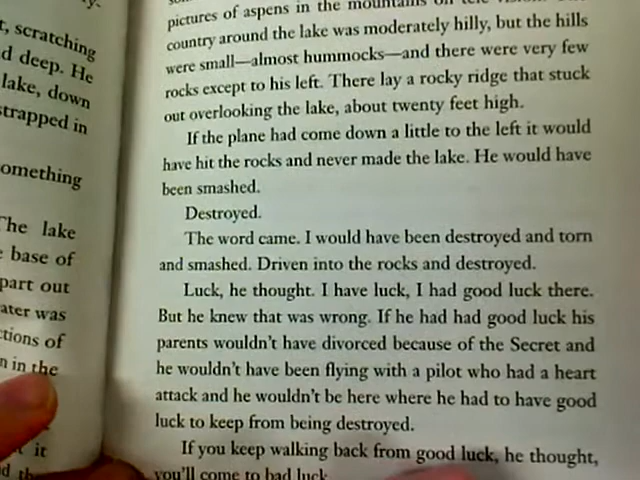 t, scratching
d deep. He
lake, down
strapped in
omething
The lake
base of
part out
ater was
ctions of
n in the
it
pictures of aspens in the mountains on
country around the lake was moderately hilly, but the hills
were small—almost hummocks—and there were very few
rocks except to his left. There lay a rocky ridge that stuck
out overlooking the lake, about twenty feet high.
If the plane had come down a little to the left it would
have hit the rocks and never made the lake. He would have
been smashed.
Destroyed.
The word came. I would have been destroyed and torn
and smashed. Driven into the rocks and destroyed.
Luck, he thought. I have luck, I had good luck there.
But he knew that was wrong. If he had had good luck his
parents wouldn't have divorced because of the Secret and
he wouldn't have been flying with a pilot who had a heart
attack and he wouldn't be here where he had to have good
luck to keep from being destroyed.
If you keep walking back from good luck, he thought,
you'll come to bad luck.